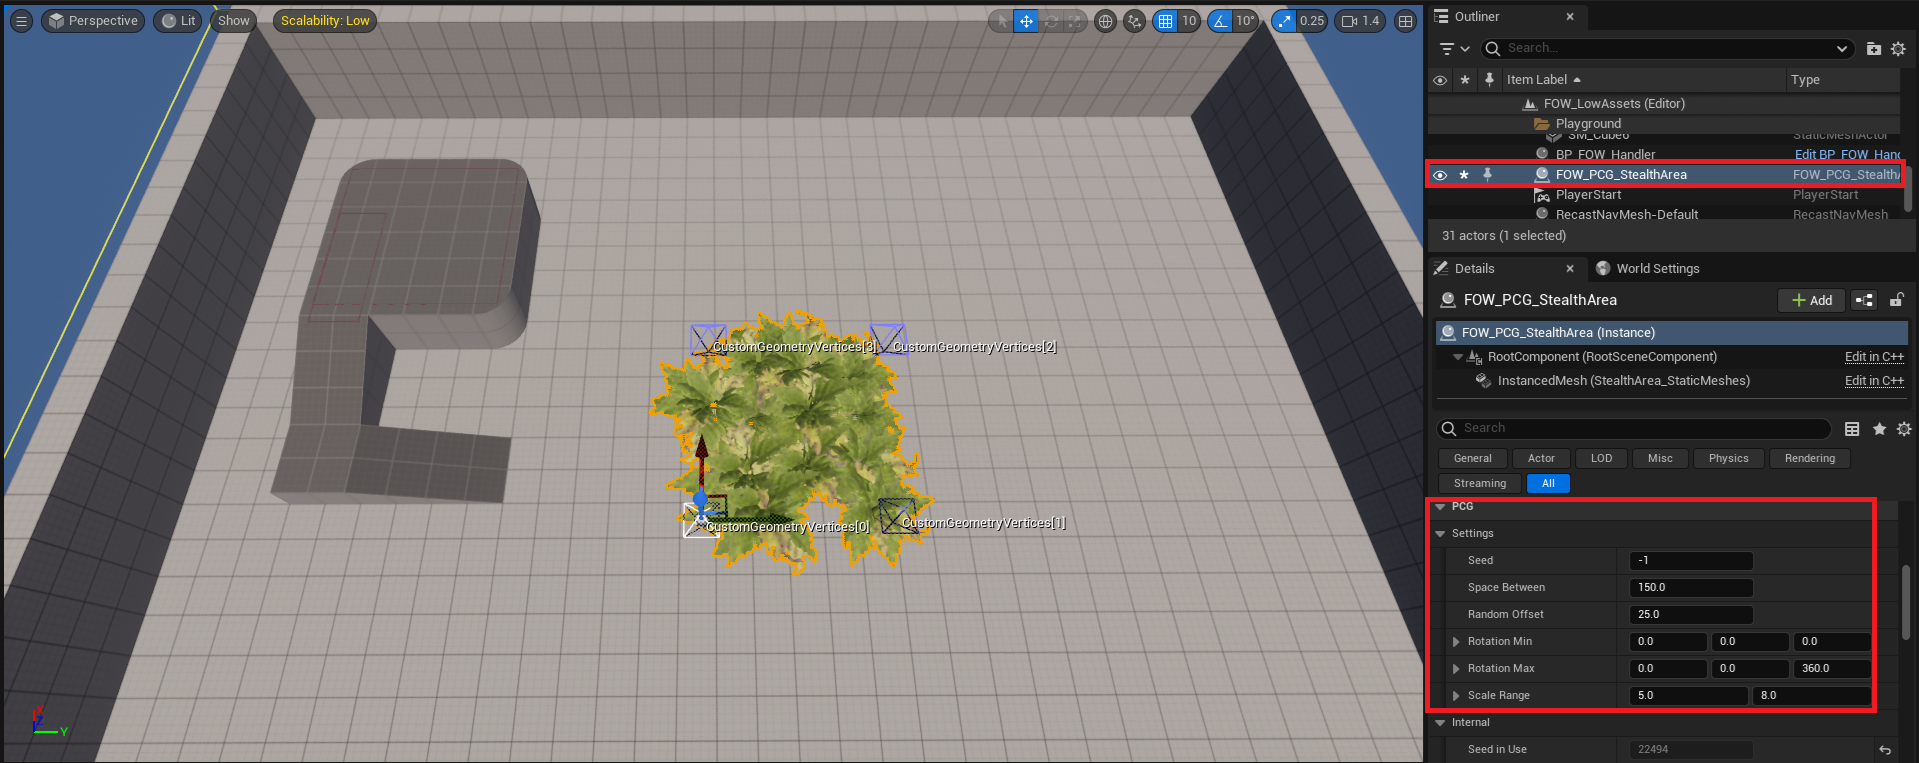 Perspective Lit Show Scalability: Low 10 10° 0.25 1.4
CustomGeometryVertices[3] CustomGeometryVertices[2]
CustomGeometryVertices[0] CustomGeometryVertices[1]
X
Z
Y
Outliner
Search...
Item Label Type
FOW_LowAssets (Editor)
Playground
SM_Cube6 StaticMeshActor
BP_FOW_Handler Edit BP_FOW_Hand
FOW_PCG_StealthArea FOW_PCG_StealthA
PlayerStart PlayerStart
RecastNavMesh-Default RecastNavMesh
31 actors (1 selected)
Details World Settings
FOW_PCG_StealthArea Add
FOW_PCG_StealthArea (Instance)
RootComponent (RootSceneComponent) Edit in C++
InstancedMesh (StealthArea_StaticMeshes) Edit in C++
Search
General Actor LOD Misc Physics Rendering
Streaming All
PCG
Settings
Seed -1
Space Between 150.0
Random Offset 25.0
Rotation Min 0.0 0.0 0.0
Rotation Max 0.0 0.0 360.0
Scale Range 5.0 8.0
Internal
Seed in Use 22494